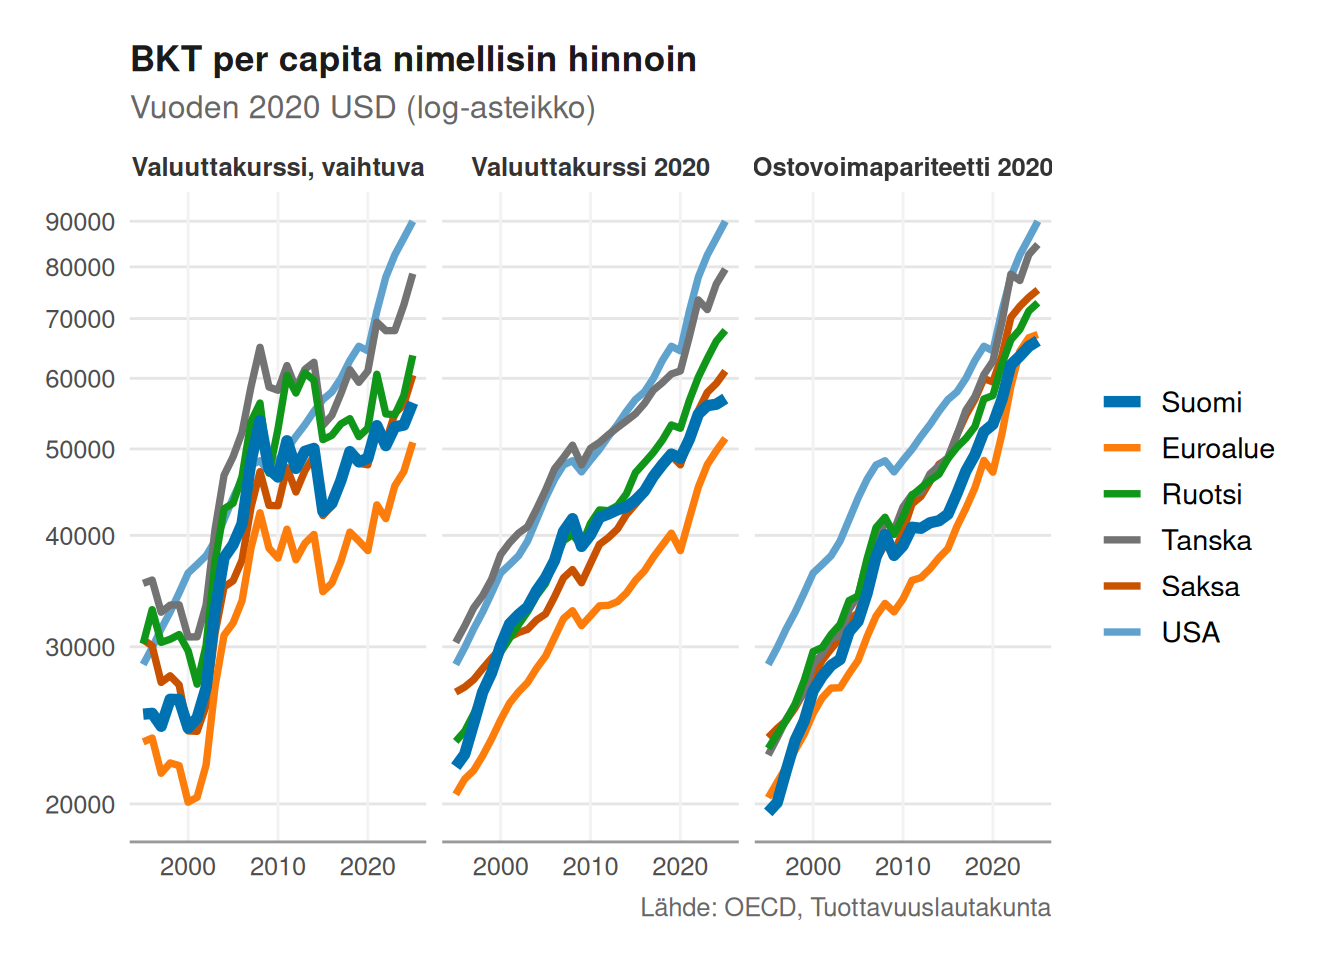 BKT per capita nimellisin hinnoin
Vuoden 2020 USD (log-asteikko)
Valuuttakurssi, vaihtuva
Valuuttakurssi 2020
Ostovoimapariteetti 2020
90000
80000
70000
60000
50000
40000
30000
20000
2000 2010 2020
2000 2010 2020
2000 2010 2020
Suomi
Euroalue
Ruotsi
Tanska
Saksa
USA
Lähde: OECD, Tuottavuuslautakunta